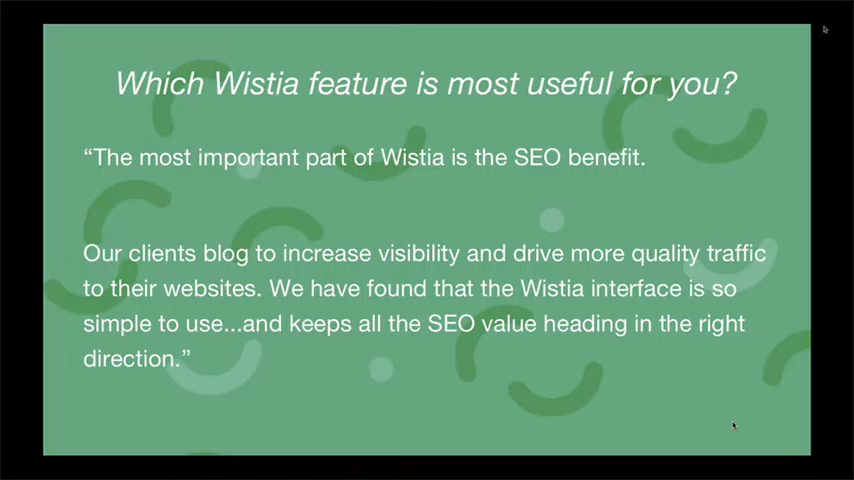 Which Wistia feature is most useful for you?
“The most important part of Wistia is the SEO benefit.
Our clients blog to increase visibility and drive more quality traffic
to their websites. We have found that the Wistia interface is so
simple to use...and keeps all the SEO value heading in the right
direction.”